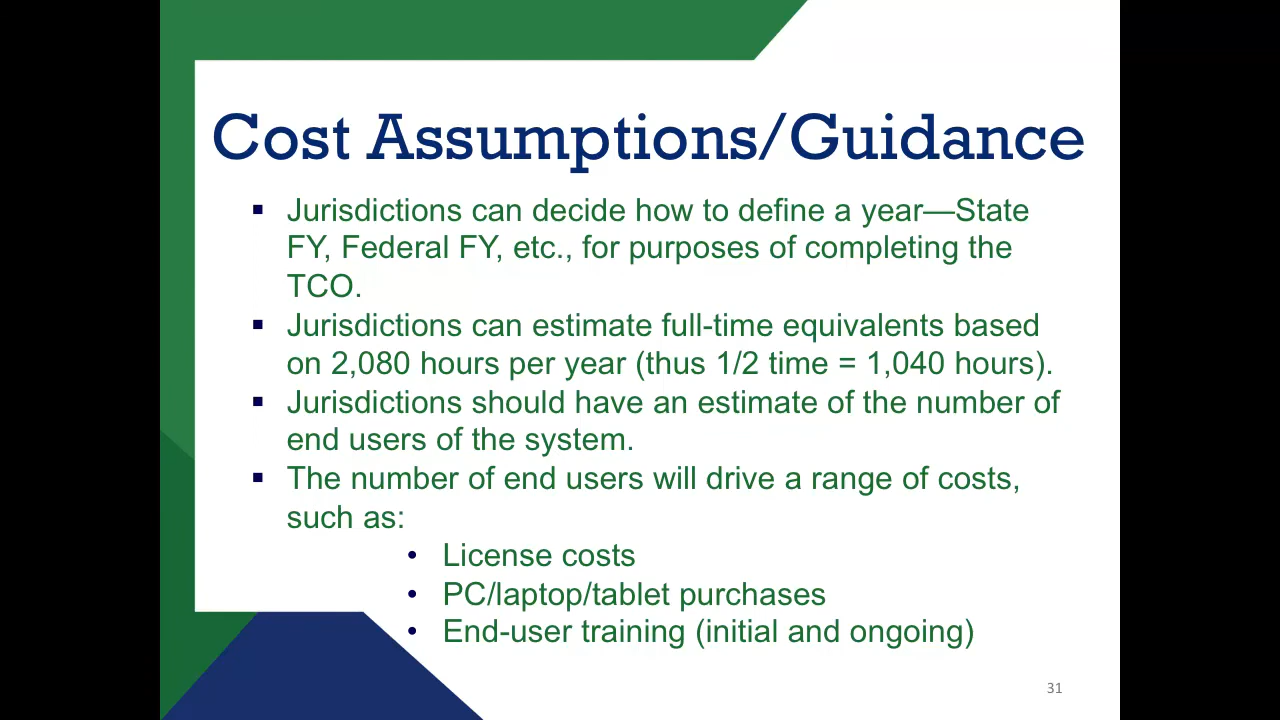 Cost Assumptions/Guidance
▪ Jurisdictions can decide how to define a year—State
FY, Federal FY, etc., for purposes of completing the
TCO.
▪ Jurisdictions can estimate full-time equivalents based
on 2,080 hours per year (thus 1/2 time = 1,040 hours).
▪ Jurisdictions should have an estimate of the number of
end users of the system.
▪ The number of end users will drive a range of costs,
such as:
• License costs
• PC/laptop/tablet purchases
• End-user training (initial and ongoing)
31